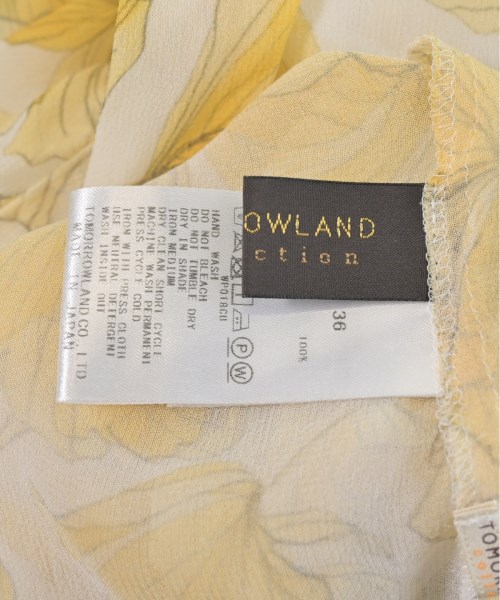 OWLAND
ction
36
100%
WP018CU
HAND WASH
DO NOT BLEACH
DO NOT TUMBLE DRY
DRY IN SHADE
IRON MEDIUM
DRY CLEAN SHORT CYCLE
MACHINE WASH PERMANENT
PRESS CYCLE COLD
IRON WITH PRESS CLOTH
USE NEUTRAL DETERGENT
WASH INSIDE OUT
TOMORROWLAND CO., LTD
MADE IN JAPAN
P
W
TOMO